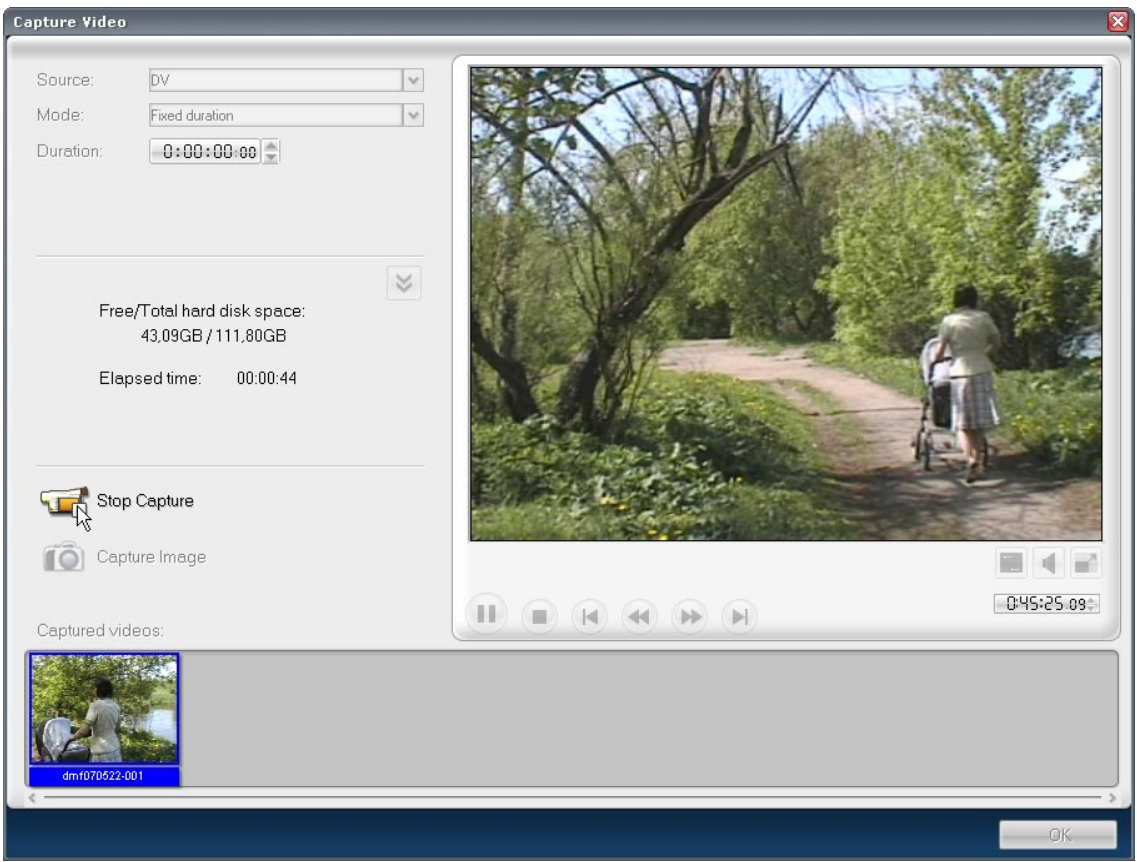 Capture Video
Source: DV
Mode: Fixed duration
Duration: 0:00:00.00
Free/Total hard disk space:
43,09GB / 111,80GB
Elapsed time: 00:00:44
Stop Capture
Capture Image
0:45:25.09
Captured videos:
dmf070522-001
OK